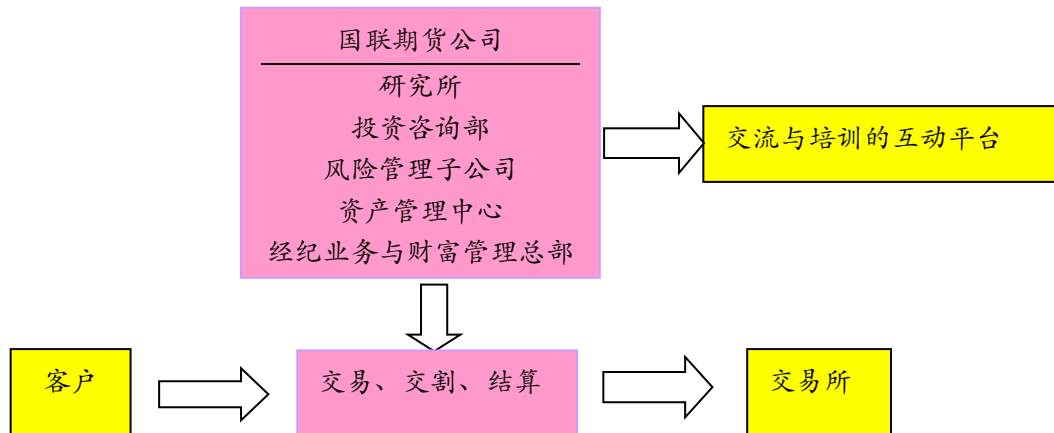 国联期货公司
研究所
投资咨询部
风险管理子公司
资产管理中心
经纪业务与财富管理总部
交流与培训的互动平台
客户
交易、交割、结算
交易所